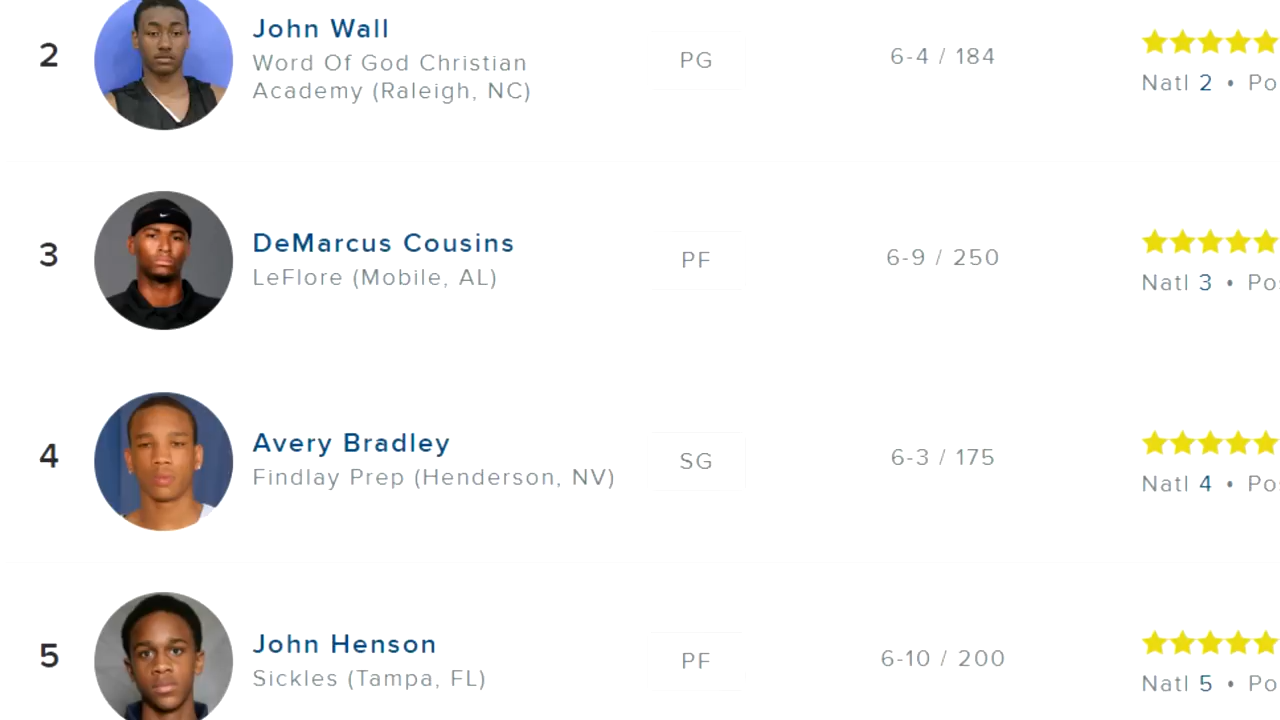 2
John Wall
Word Of God Christian
Academy (Raleigh, NC)
PG
6-4 / 184
Natl 2 • Po
3
DeMarcus Cousins
LeFlore (Mobile, AL)
PF
6-9 / 250
Natl 3 • Pos
4
Avery Bradley
Findlay Prep (Henderson, NV)
SG
6-3 / 175
Natl 4 • Pos
5
John Henson
Sickles (Tampa, FL)
PF
6-10 / 200
Natl 5 • Po